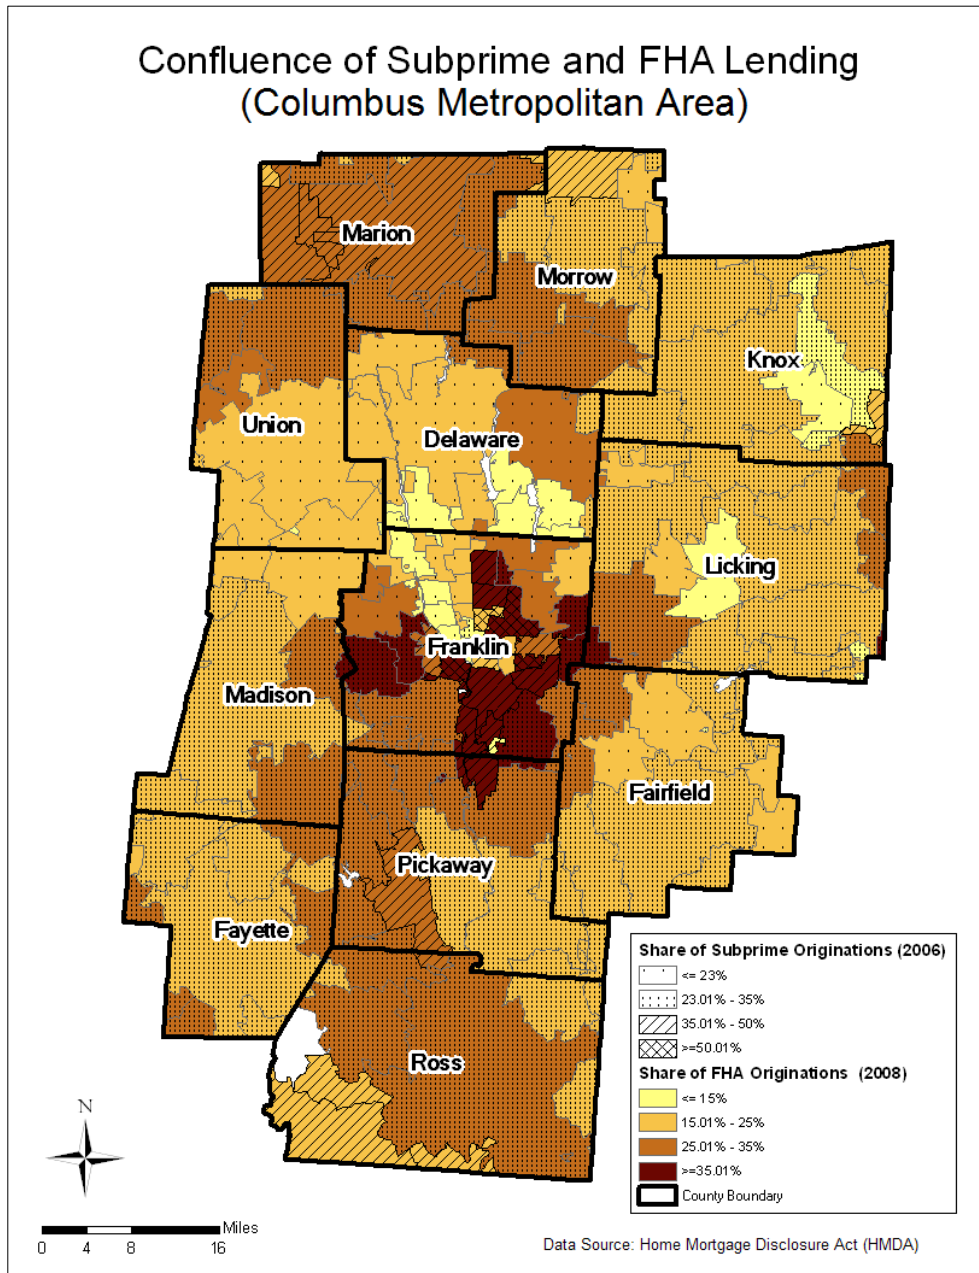 Confluence of Subprime and FHA Lending
(Columbus Metropolitan Area)
Marion
Morrow
Knox
Union
Delaware
Licking
Franklin
Madison
Fairfield
Pickaway
Fayette
Ross
Share of Subprime Originations (2006)
<= 23%
23.01% - 35%
35.01% - 50%
>=50.01%
Share of FHA Originations (2008)
<= 15%
15.01% - 25%
25.01% - 35%
>=35.01%
County Boundary
N
Miles
0 4 8 16
Data Source: Home Mortgage Disclosure Act (HMDA)